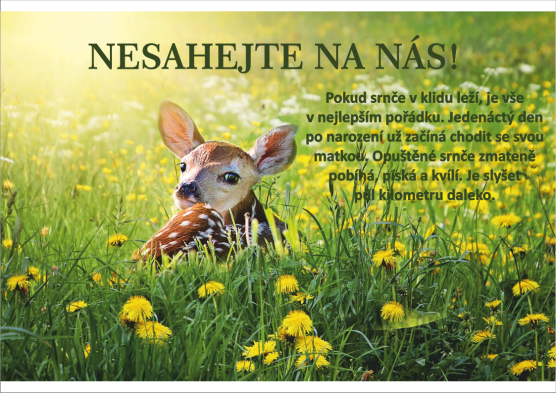 NESAHEJTE NA NÁS!
Pokud srnče v klidu leží, je vše
v nejlepším pořádku. Jedenáctý den
po narození už začíná chodit se svou
matkou. Opuštěné srnče zmateně
pobíhá, píská a kvílí. Je slyšet
půl kilometru daleko.